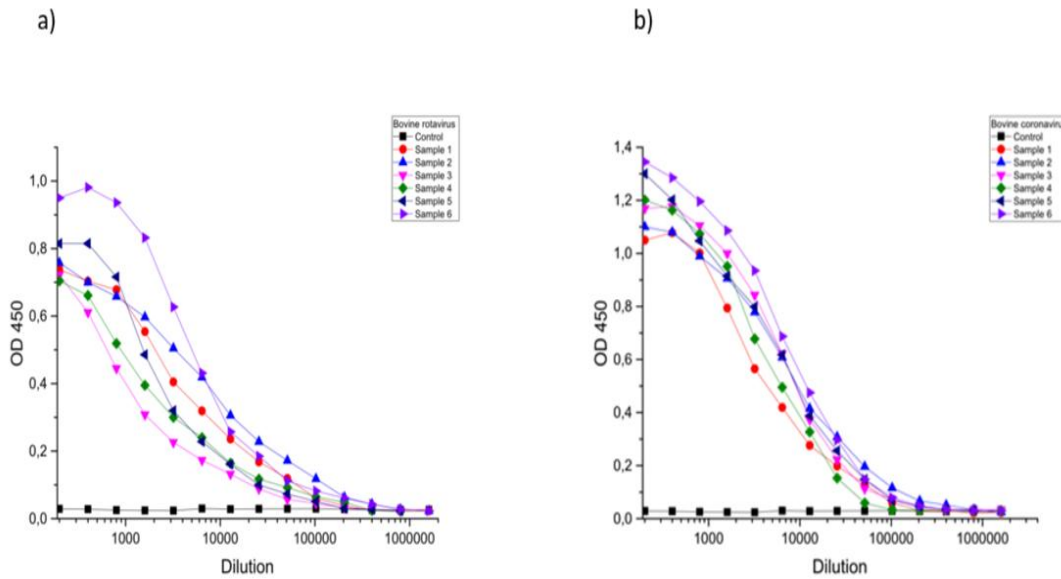 a)
b)
Bovine rotavirus
Control
Sample 1
Sample 2
Sample 3
Sample 4
Sample 5
Sample 6
1,0
0,8
0,6
0,4
0,2
0,0
OD 450
1000
10000
100000
1000000
Dilution
Bovine coronaviru
Control
Sample 1
Sample 2
Sample 3
Sample 4
Sample 5
Sample 6
1,4
1,2
1,0
0,8
0,6
0,4
0,2
0,0
OD 450
1000
10000
100000
1000000
Dilution